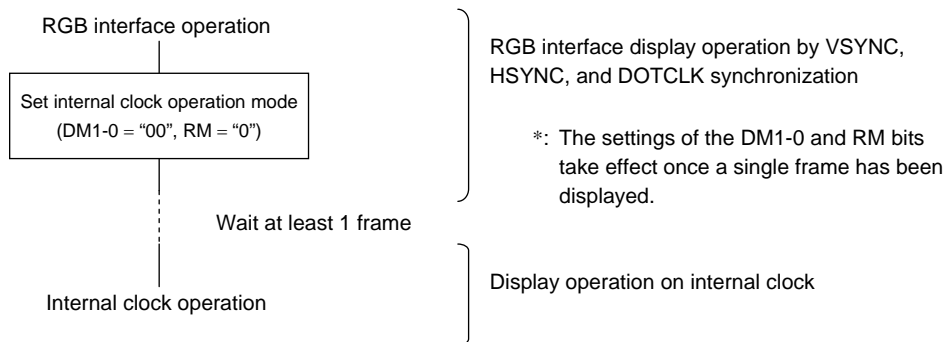 RGB interface operation
Set internal clock operation mode
(DM1-0 = “00”, RM = “0”)
Wait at least 1 frame
Internal clock operation
RGB interface display operation by VSYNC,
HSYNC, and DOTCLK synchronization
*: The settings of the DM1-0 and RM bits
take effect once a single frame has been
displayed.
Display operation on internal clock